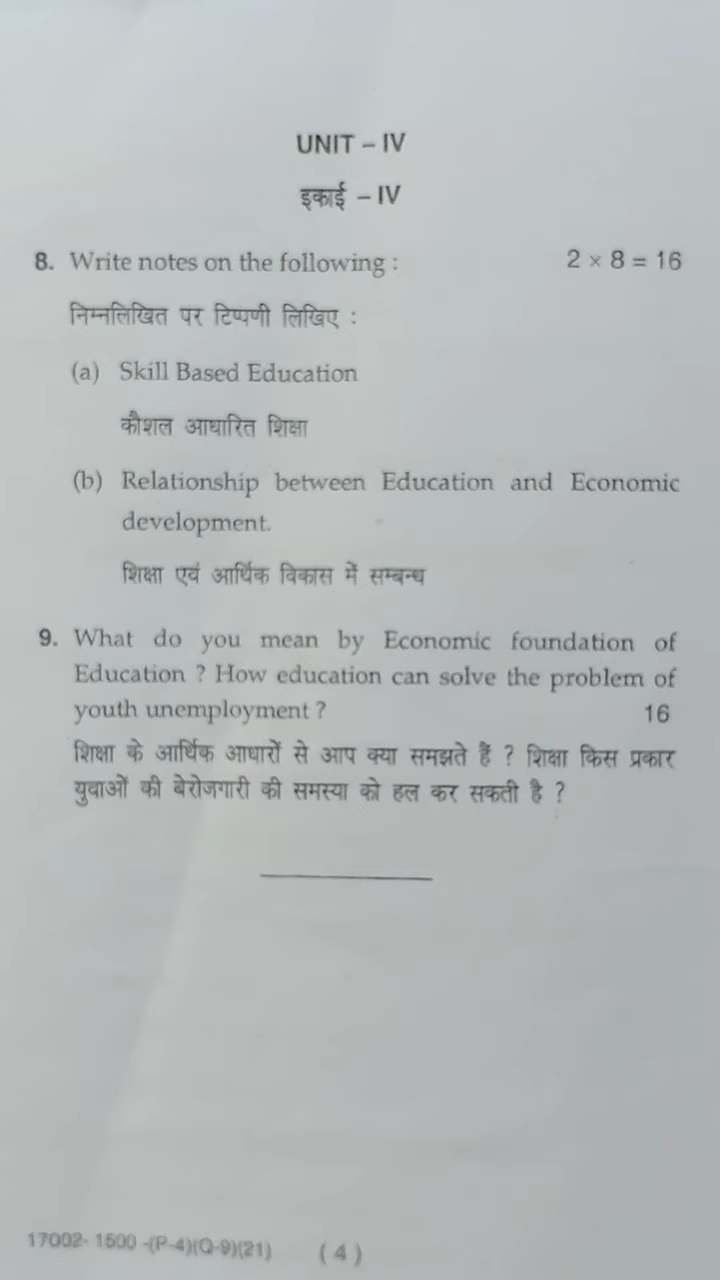 UNIT – IV
इकाई – IV
8. Write notes on the following : 2 × 8 = 16
निम्नलिखित पर टिप्पणी लिखिए :
(a) Skill Based Education
कौशल आधारित शिक्षा
(b) Relationship between Education and Economic
development.
शिक्षा एवं आर्थिक विकास में सम्बन्ध
9. What do you mean by Economic foundation of
Education ? How education can solve the problem of
youth unemployment ? 16
शिक्षा के आर्थिक आधारों से आप क्या समझते हैं ? शिक्षा किस प्रकार
युवाओं की बेरोजगारी की समस्या को हल कर सकती है ?
17002- 1500 -(P-4)(Q-9)(21) ( 4 )